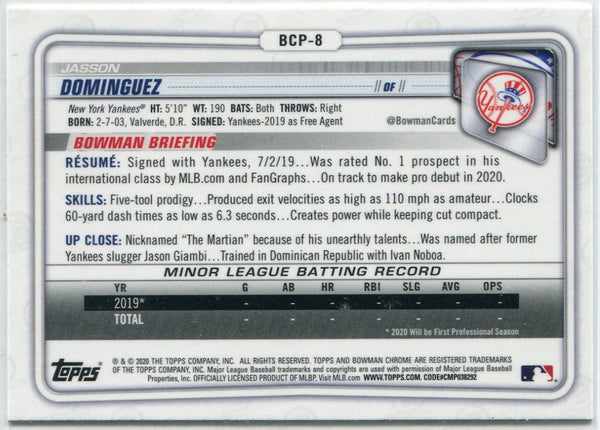 BCP-8
JASSON
DOMINGUEZ // OF //
New York Yankees® HT: 5'10" WT: 190 BATS: Both THROWS: Right
BORN: 2-7-03, Valverde, D.R. SIGNED: Yankees-2019 as Free Agent @BowmanCards
Yankees
BOWMAN BRIEFING
RÉSUMÉ: Signed with Yankees, 7/2/19...Was rated No. 1 prospect in his
international class by MLB.com and FanGraphs...On track to make pro debut in 2020.
SKILLS: Five-tool prodigy...Produced exit velocities as high as 110 mph as amateur...Clocks
60-yard dash times as low as 6.3 seconds...Creates power while keeping cut compact.
UP CLOSE: Nicknamed "The Martian" because of his unearthly talents...Was named after former
Yankees slugger Jason Giambi...Trained in Dominican Republic with Ivan Noboa.
MINOR LEAGUE BATTING RECORD
YR G AB HR RBI SLG AVG OPS
2019* - - - - - - -
TOTAL - - - - - - -
* 2020 Will be First Professional Season
Topps
® & © 2020 THE TOPPS COMPANY, INC. ALL RIGHTS RESERVED. TOPPS AND BOWMAN CHROME ARE REGISTERED TRADEMARKS
OF THE TOPPS COMPANY, INC. Major League Baseball trademarks and copyrights are used with permission of Major League Baseball
Properties, Inc. OFFICIALLY LICENSED PRODUCT OF MLBP. Visit MLB.com WWW.TOPPS.COM. CODE#CMP038292